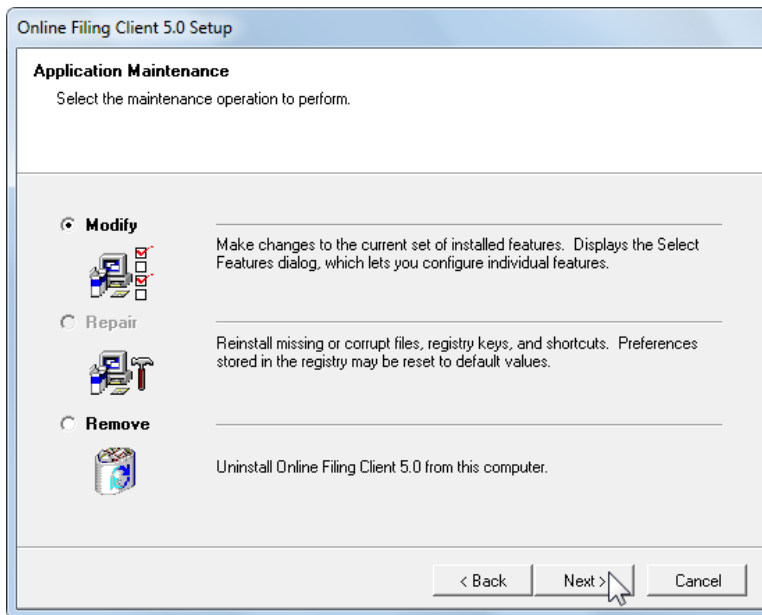 Online Filing Client 5.0 Setup
Application Maintenance
Select the maintenance operation to perform.
Modify
Make changes to the current set of installed features.  Displays the Select
Features dialog, which lets you configure individual features.
Repair
Reinstall missing or corrupt files, registry keys, and shortcuts.  Preferences
stored in the registry may be reset to default values.
Remove
Uninstall Online Filing Client 5.0 from this computer.
< Back Next > Cancel